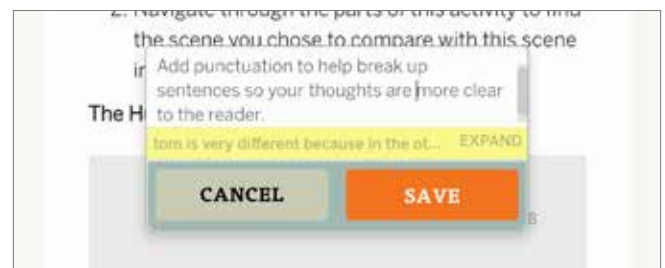 2. Navigate through the parts of this activity to find
the scene you chose to compare with this scene
Add punctuation to help break up
sentences so your thoughts are more clear
The H
to the reader.
tom is very different because in the ot... EXPAND
CANCEL SAVE